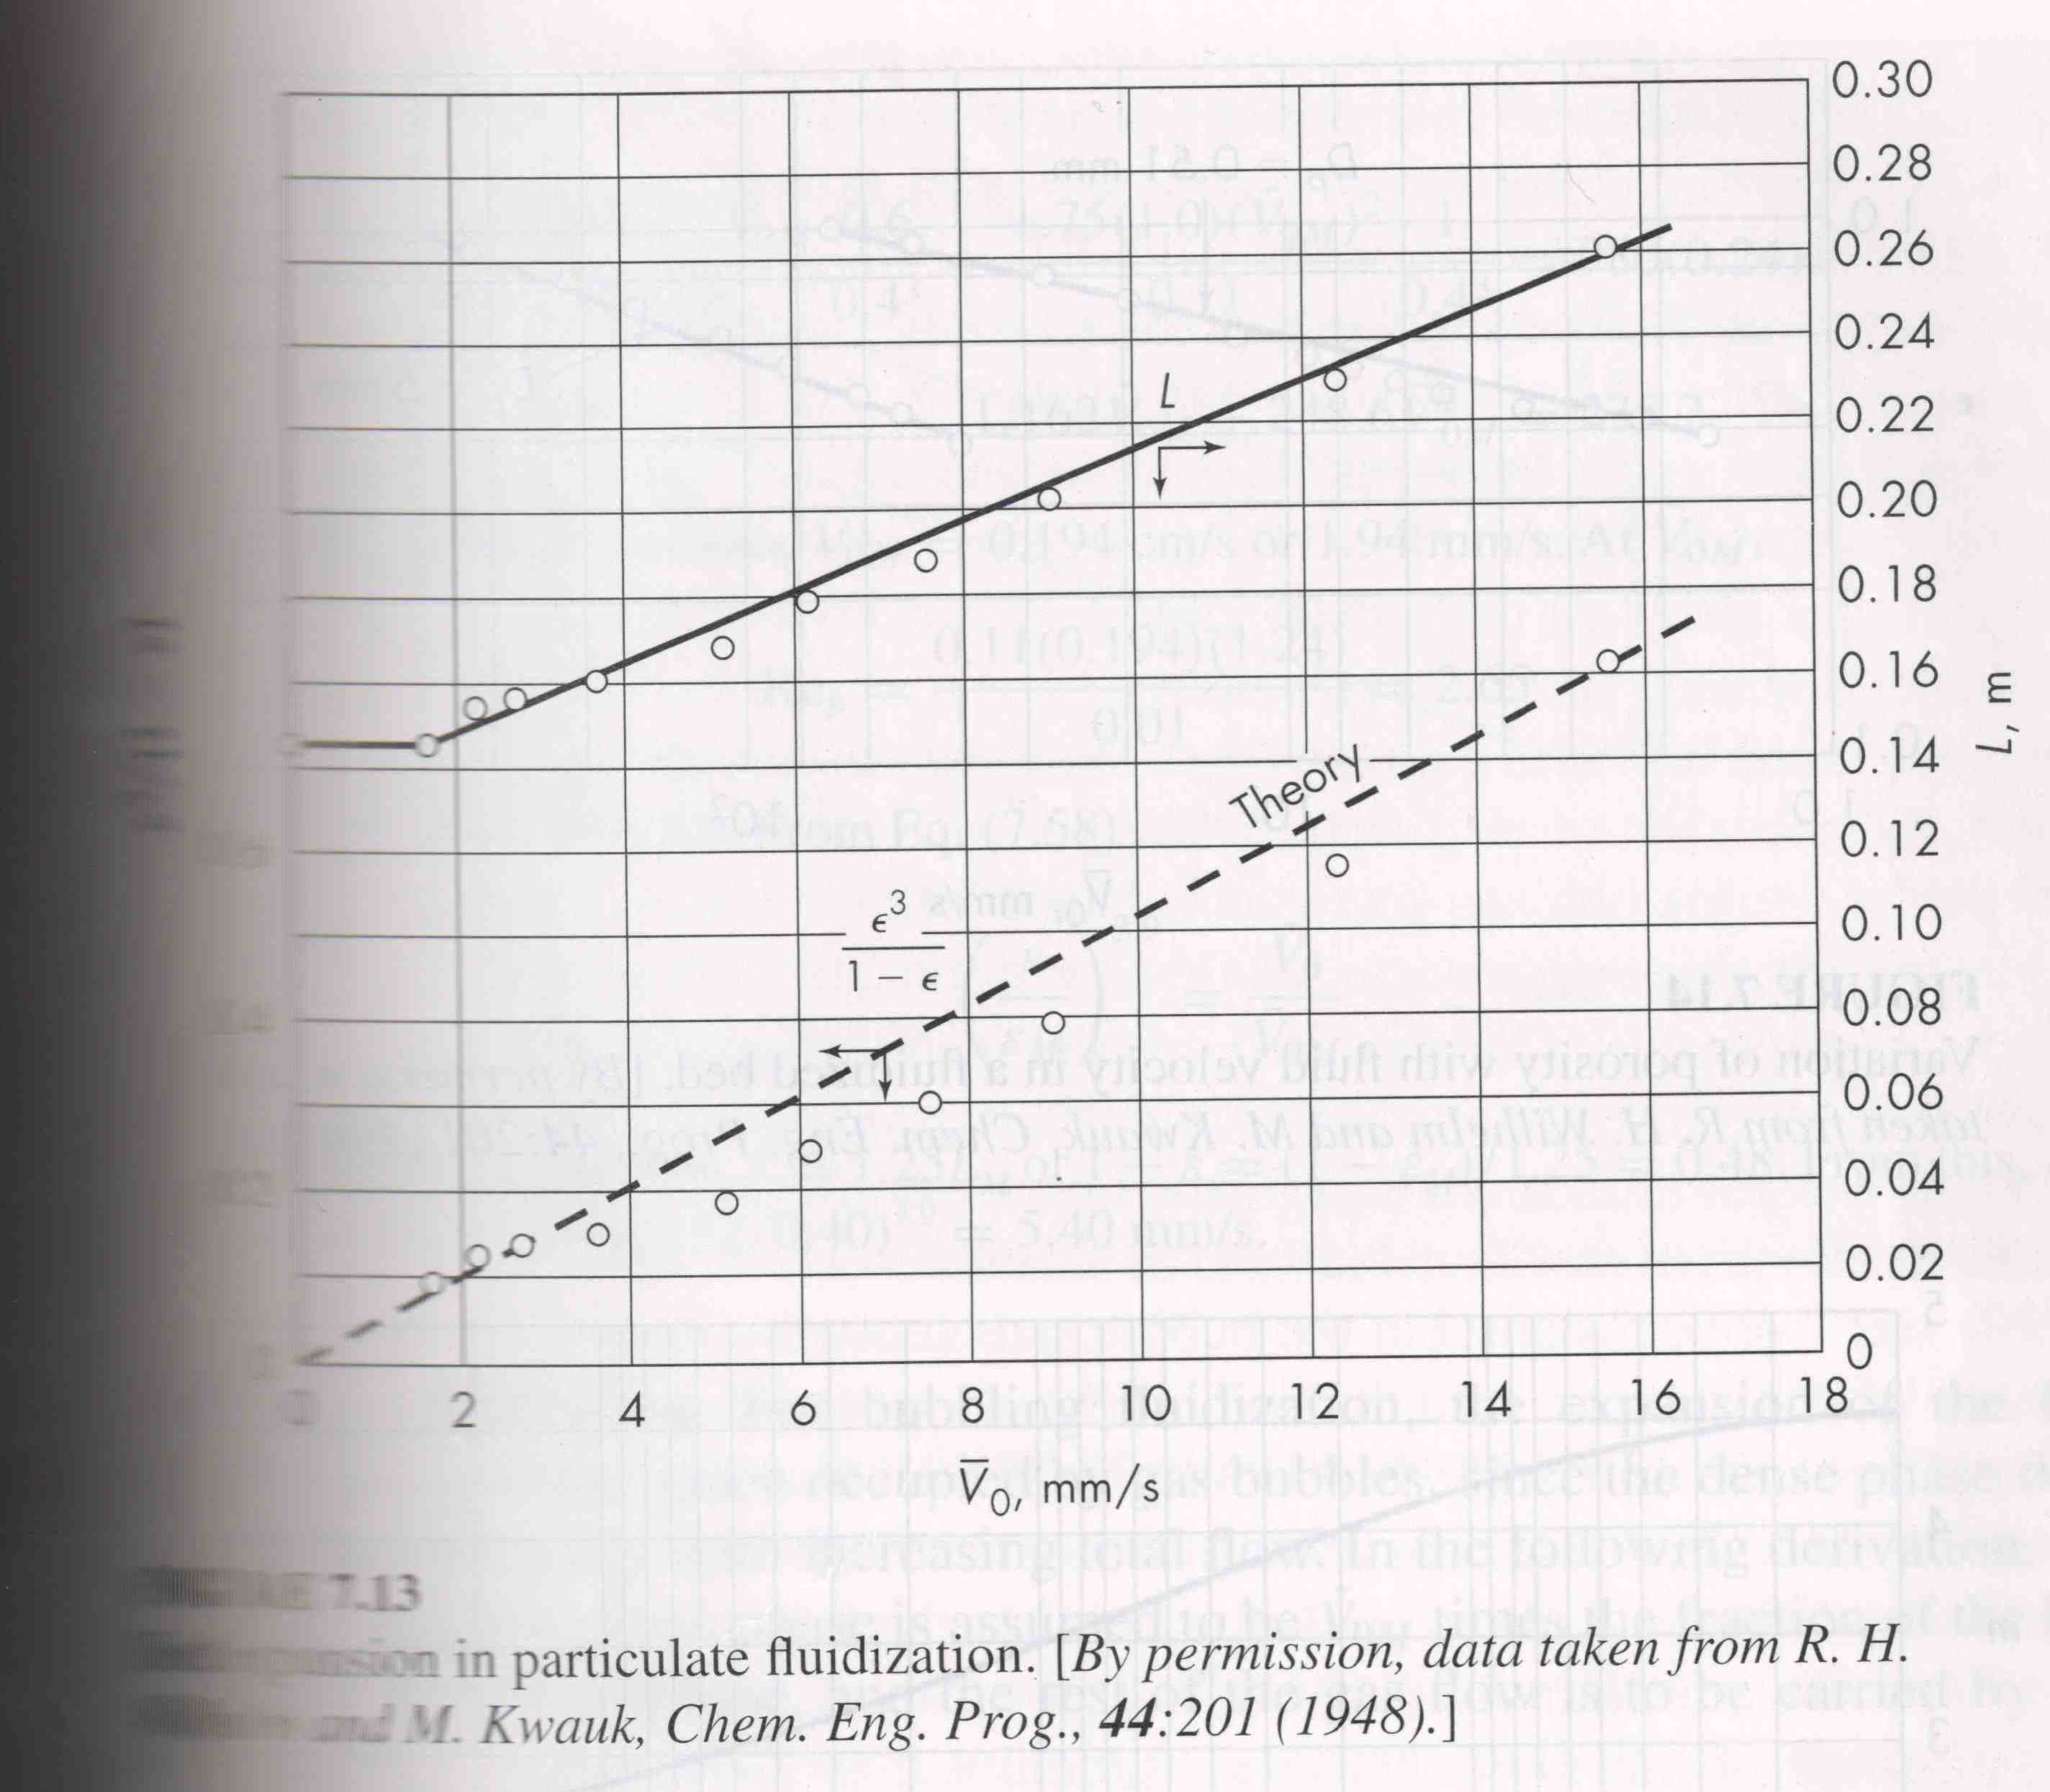 0.30
0.28
0.26
0.24
L
0.22
0.20
0.18
0.16
L, m
0.14
Theory
0.12
0.10
ϵ³
1 − ϵ
0.08
0.06
0.04
0.02
0
2 4 6 8 10 12 14 16 18
V̅₀, mm/s
7.13
in particulate fluidization. [By permission, data taken from R. H.
and M. Kwauk, Chem. Eng. Prog., 44:201 (1948).]